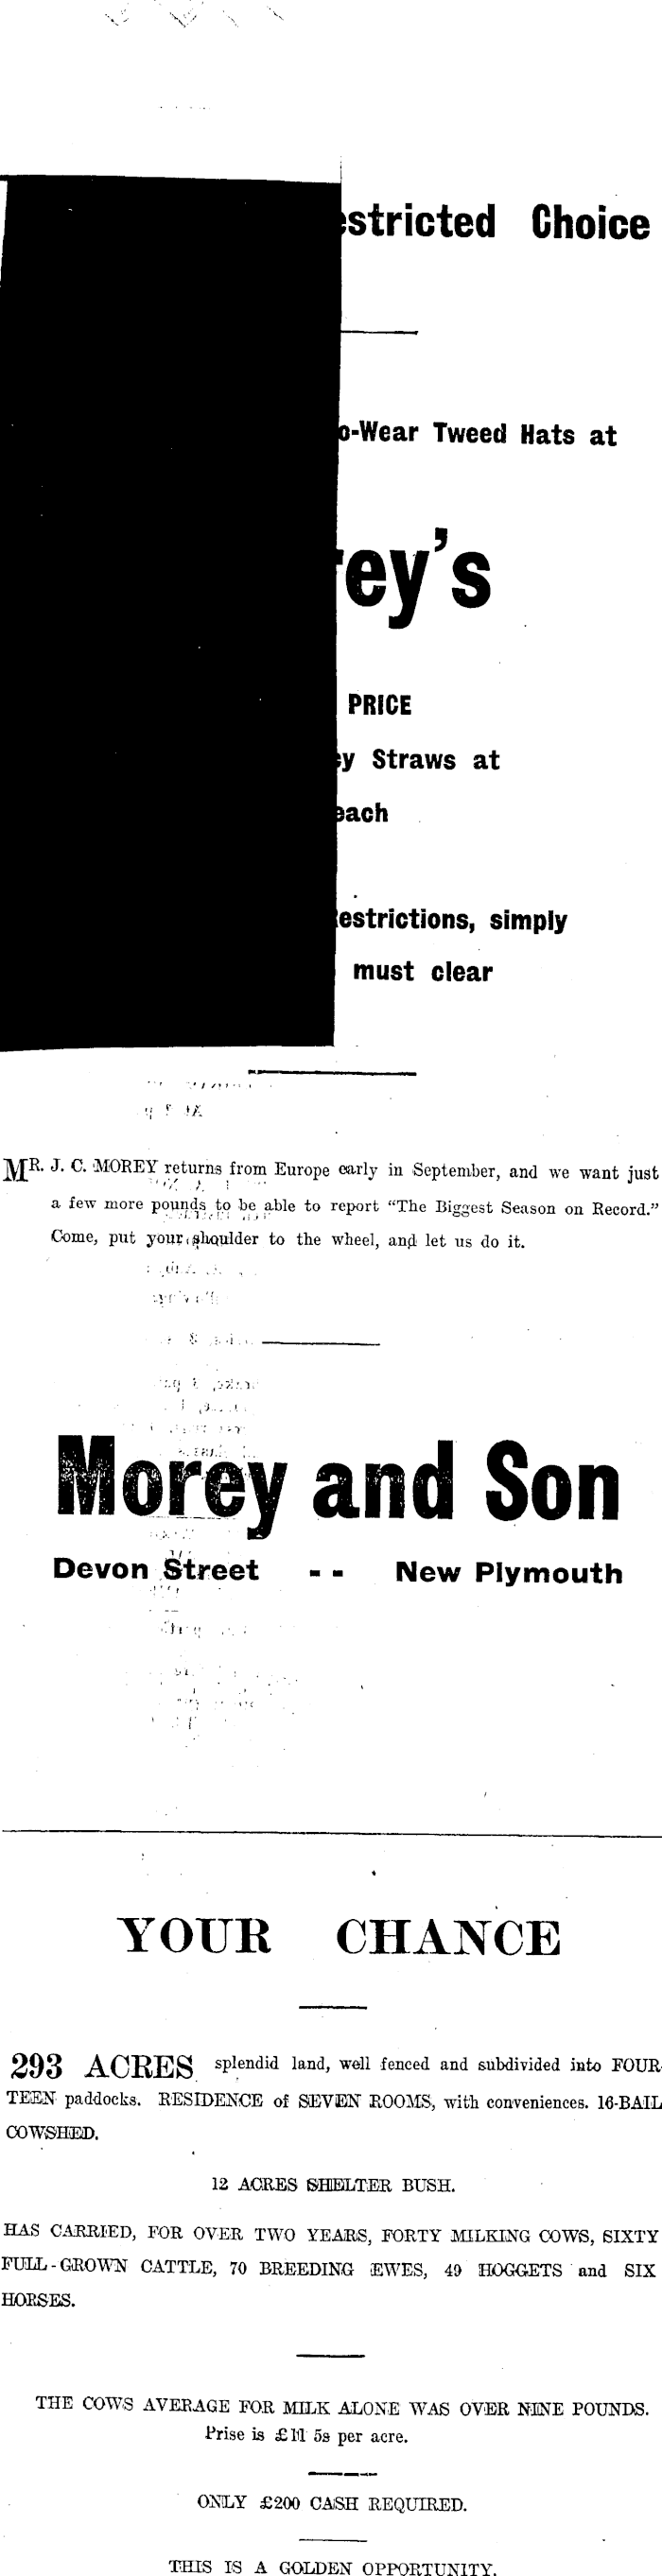 estricted Choice
o-Wear Tweed Hats at
rey's
PRICE
ey Straws at
each
estrictions, simply
must clear
MR. J. C. MOREY returns from Europe early in September, and we want just
a few more pounds to be able to report "The Biggest Season on Record."
Come, put your shoulder to the wheel, and let us do it.
Morey and Son
Devon Street -- New Plymouth
YOUR CHANCE
293 ACRES splendid land, well fenced and subdivided into FOUR-
TEEN paddocks. RESIDENCE of SEVEN ROOMS, with conveniences. 16-BAIL
COWSHED.
12 ACRES SHELTER BUSH.
HAS CARRIED, FOR OVER TWO YEARS, FORTY MILKING COWS, SIXTY
FULL-GROWN CATTLE, 70 BREEDING EWES, 49 HOGGETS and SIX
HORSES.
THE COWS AVERAGE FOR MILK ALONE WAS OVER NINE POUNDS.
Prise is £11 5s per acre.
ONLY £200 CASH REQUIRED.
THIS IS A GOLDEN OPPORTUNITY.